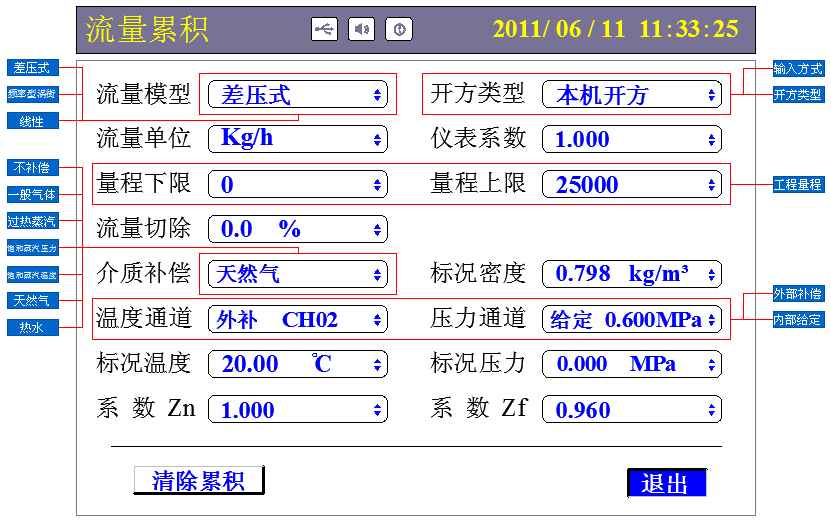 流量累积 2011/ 06 / 11 11:33:25
差压式
频率型涡街
线性
不补偿
一般气体
过热蒸汽
饱和蒸汽压力
饱和蒸汽温度
天然气
热水
流量模型 差压式 开方类型 本机开方
流量单位 Kg/h 仪表系数 1.000
量程下限 0 量程上限 25000
流量切除 0.0 %
介质补偿 天然气 标况密度 0.798 kg/m³
温度通道 外补 CH02 压力通道 给定 0.600MPa
标况温度 20.00 ℃ 标况压力 0.000 MPa
系 数 Zn 1.000 系 数 Zf 0.960
清除累积 退出
输入方式
开方类型
工程量程
外部补偿
内部给定